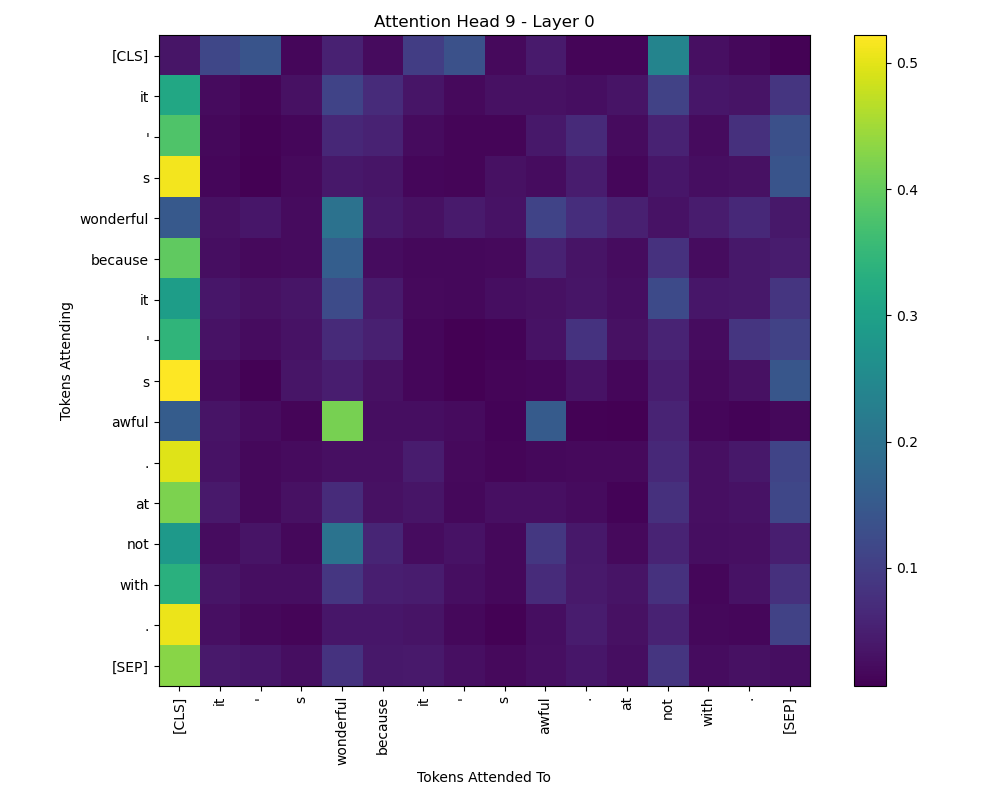 Attention Head 9 - Layer 0
[CLS]
it
'
s
wonderful
because
it
'
s
awful
.
at
not
with
.
[SEP]
Tokens Attending
[CLS]
it
'
s
wonderful
because
it
'
s
awful
.
at
not
with
.
[SEP]
Tokens Attended To
0.5
0.4
0.3
0.2
0.1